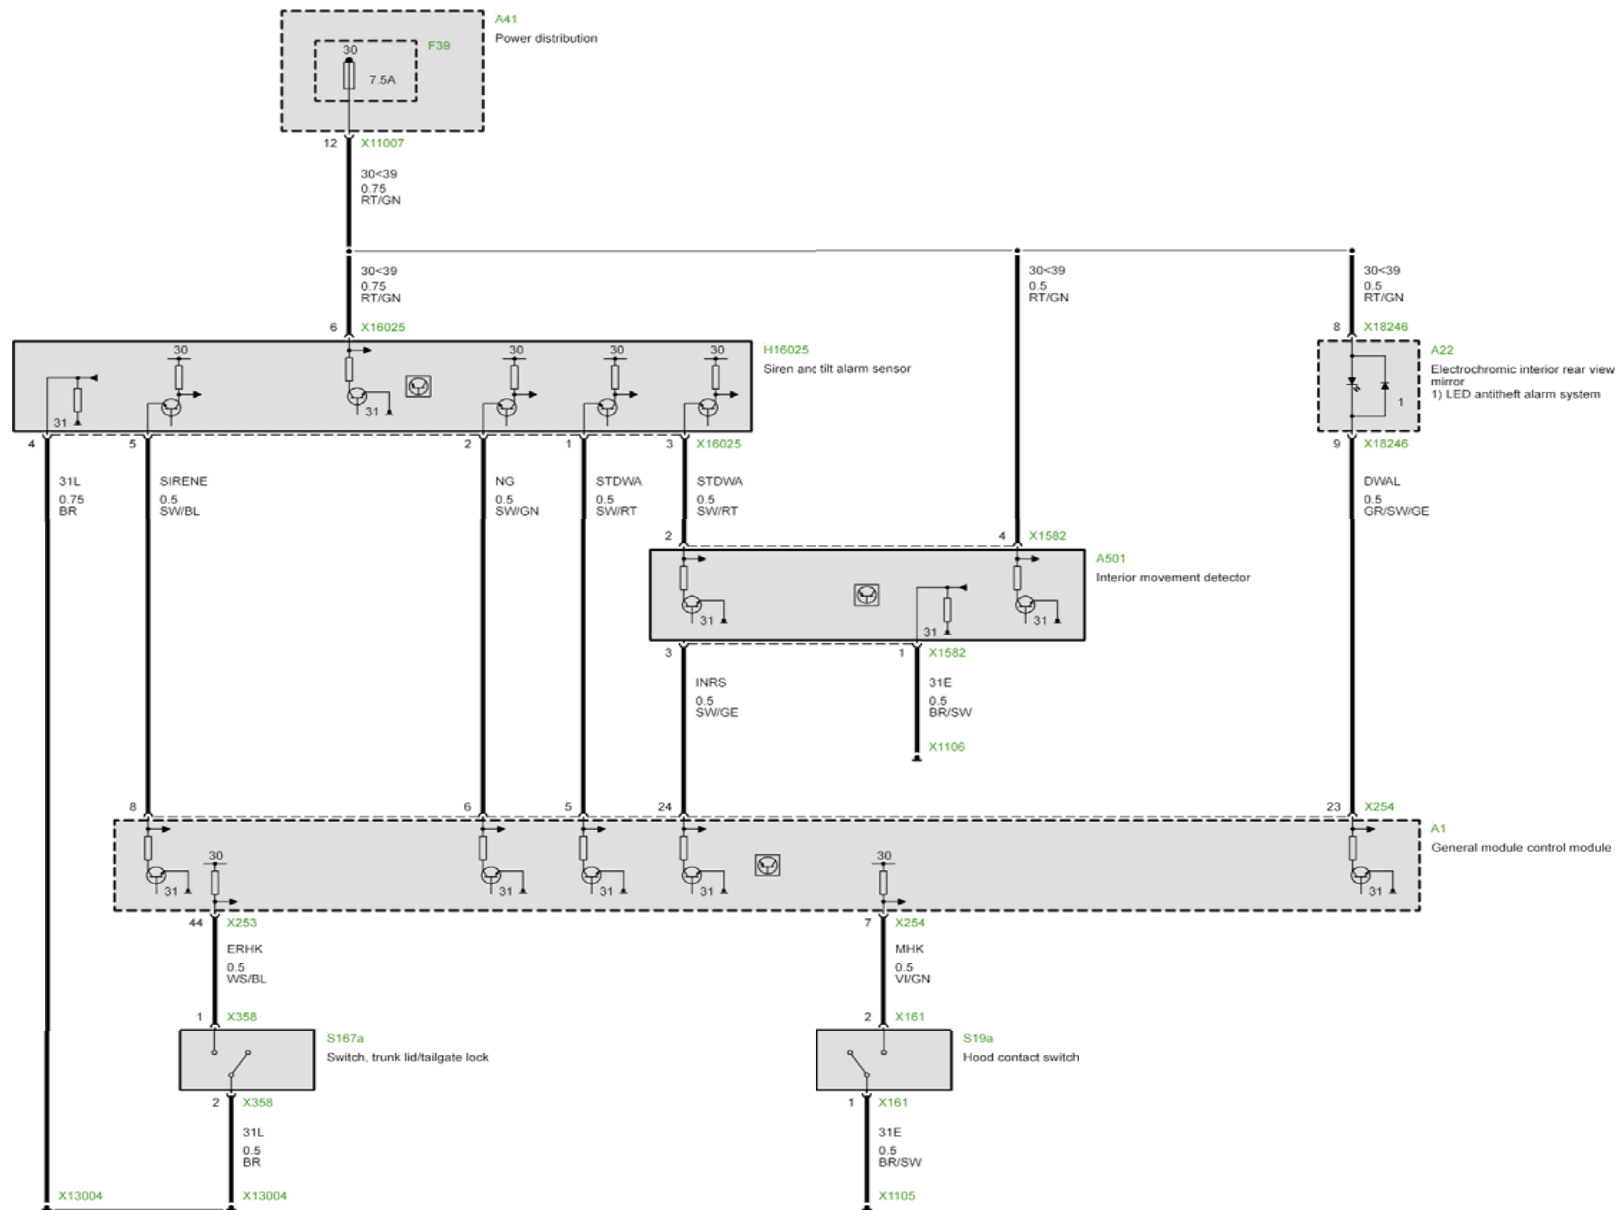 A41
Power distribution
F39
30
7.5A
12 X11007
30<39
0.75
RT/GN
30<39
0.75
RT/GN
30<39
0.5
RT/GN
30<39
0.5
RT/GN
6 X16025
8 X18246
H16025
Siren and tilt alarm sensor
30
30
30
30
31
31
A22
Electrochromic interior rear view
mirror
1) LED antitheft alarm system
1
4
5
2
1
3 X16025
9 X18246
31L
0.75
BR
SIRENE
0.5
SW/BL
NG
0.5
SW/GN
STDWA
0.5
SW/RT
STDWA
0.5
SW/RT
DWAL
0.5
GR/SW/GE
2
4 X1582
A501
Interior movement detector
31
31
31
3
1 X1582
INRS
0.5
SW/GE
31E
0.5
BR/SW
X1106
8
6
5
24
23 X254
A1
General module control module
31
30
31
31
31
30
31
44 X253
7 X254
ERHK
0.5
WS/BL
MHK
0.5
VI/GN
1 X358
2 X161
S167a
Switch, trunk lid/tailgate lock
S19a
Hood contact switch
2 X358
1 X161
31L
0.5
BR
31E
0.5
BR/SW
X13004
X13004
X1105